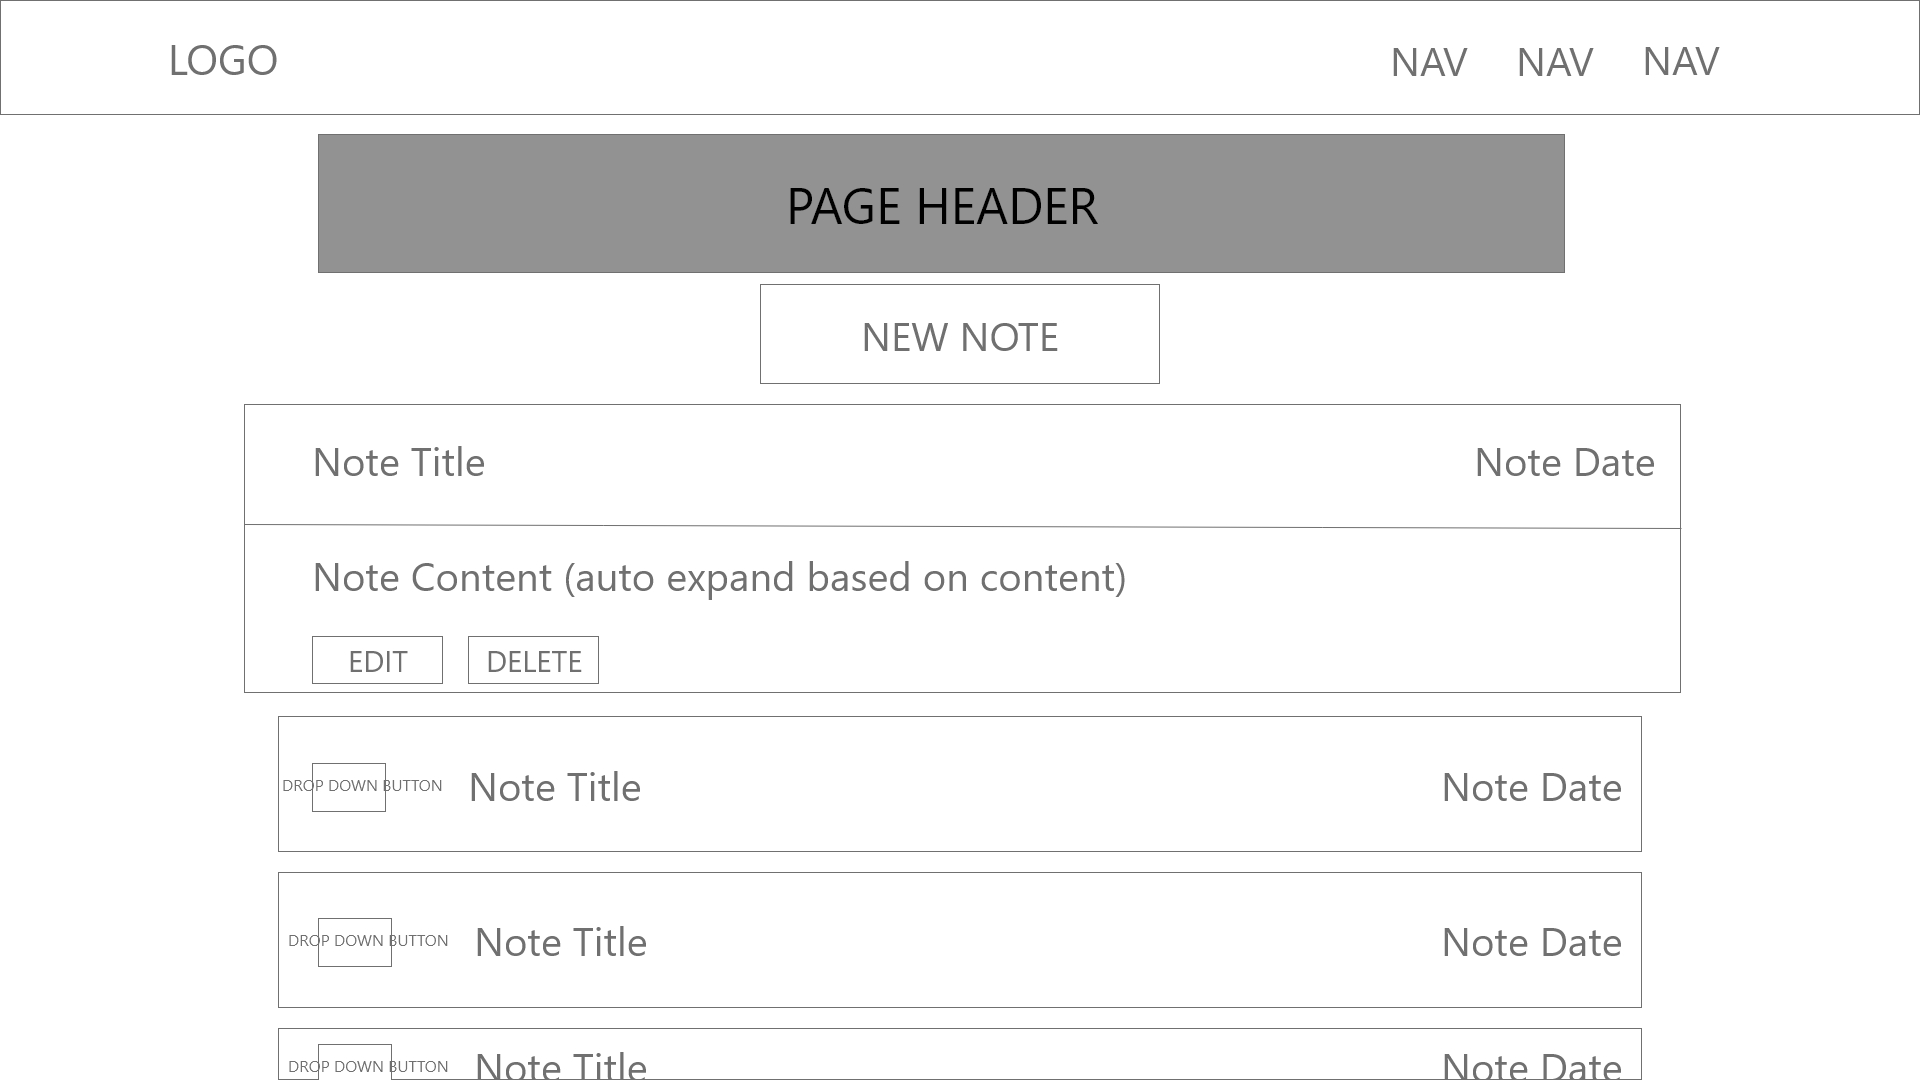 LOGO NAV NAV NAV
PAGE HEADER
NEW NOTE
Note Title Note Date
Note Content (auto expand based on content)
EDIT DELETE
DROP DOWN BUTTON Note Title Note Date
DROP DOWN BUTTON Note Title Note Date
DROP DOWN BUTTON Note Title Note Date